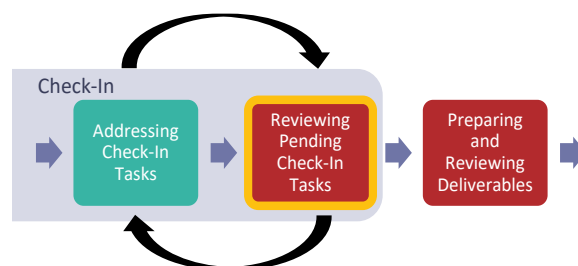 Check-In
Addressing
Check-In
Tasks
Reviewing
Pending
Check-In
Tasks
Preparing
and
Reviewing
Deliverables